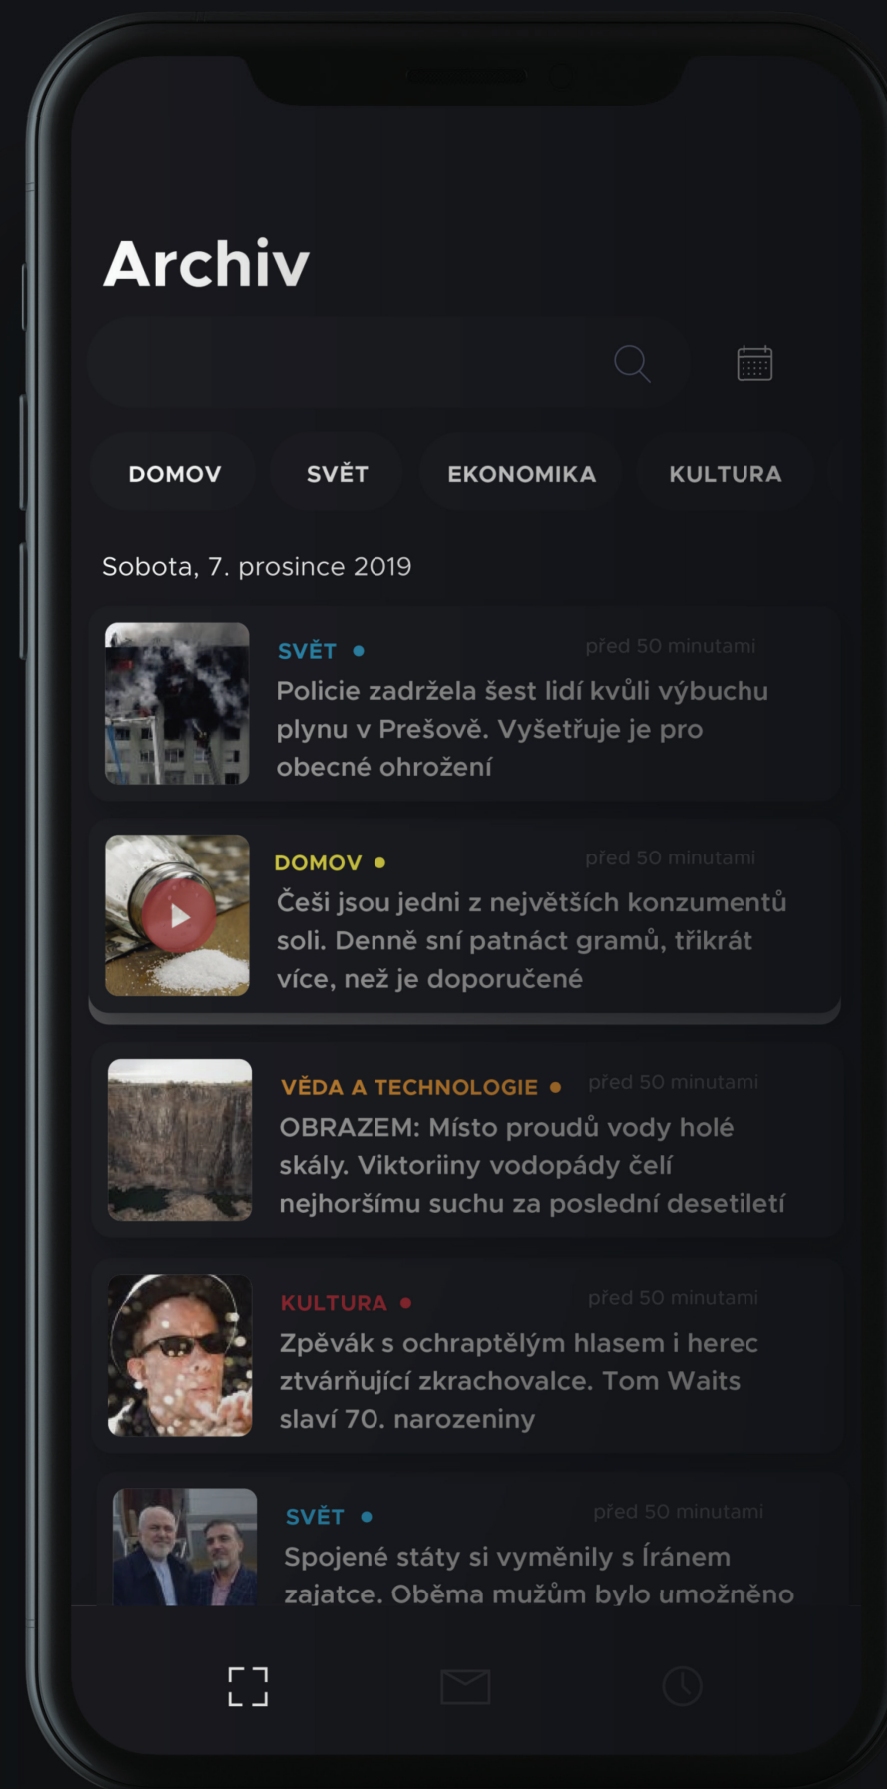 Archiv
DOMOV SVĚT EKONOMIKA KULTURA
Sobota, 7. prosince 2019
SVĚT před 50 minutami
Policie zadržela šest lidí kvůli výbuchu
plynu v Prešově. Vyšetřuje je pro
obecné ohrožení
DOMOV před 50 minutami
Češi jsou jedni z největších konzumentů
soli. Denně sní patnáct gramů, třikrát
více, než je doporučené
VĚDA A TECHNOLOGIE před 50 minutami
OBRAZEM: Místo proudů vody holé
skály. Viktoriiny vodopády čelí
nejhoršímu suchu za poslední desetiletí
KULTURA před 50 minutami
Zpěvák s ochraptělým hlasem i herec
ztvárňující zkrachovalce. Tom Waits
slaví 70. narozeniny
SVĚT před 50 minutami
Spojené státy si vyměnily s Íránem
zajatce. Oběma mužům bylo umožněno